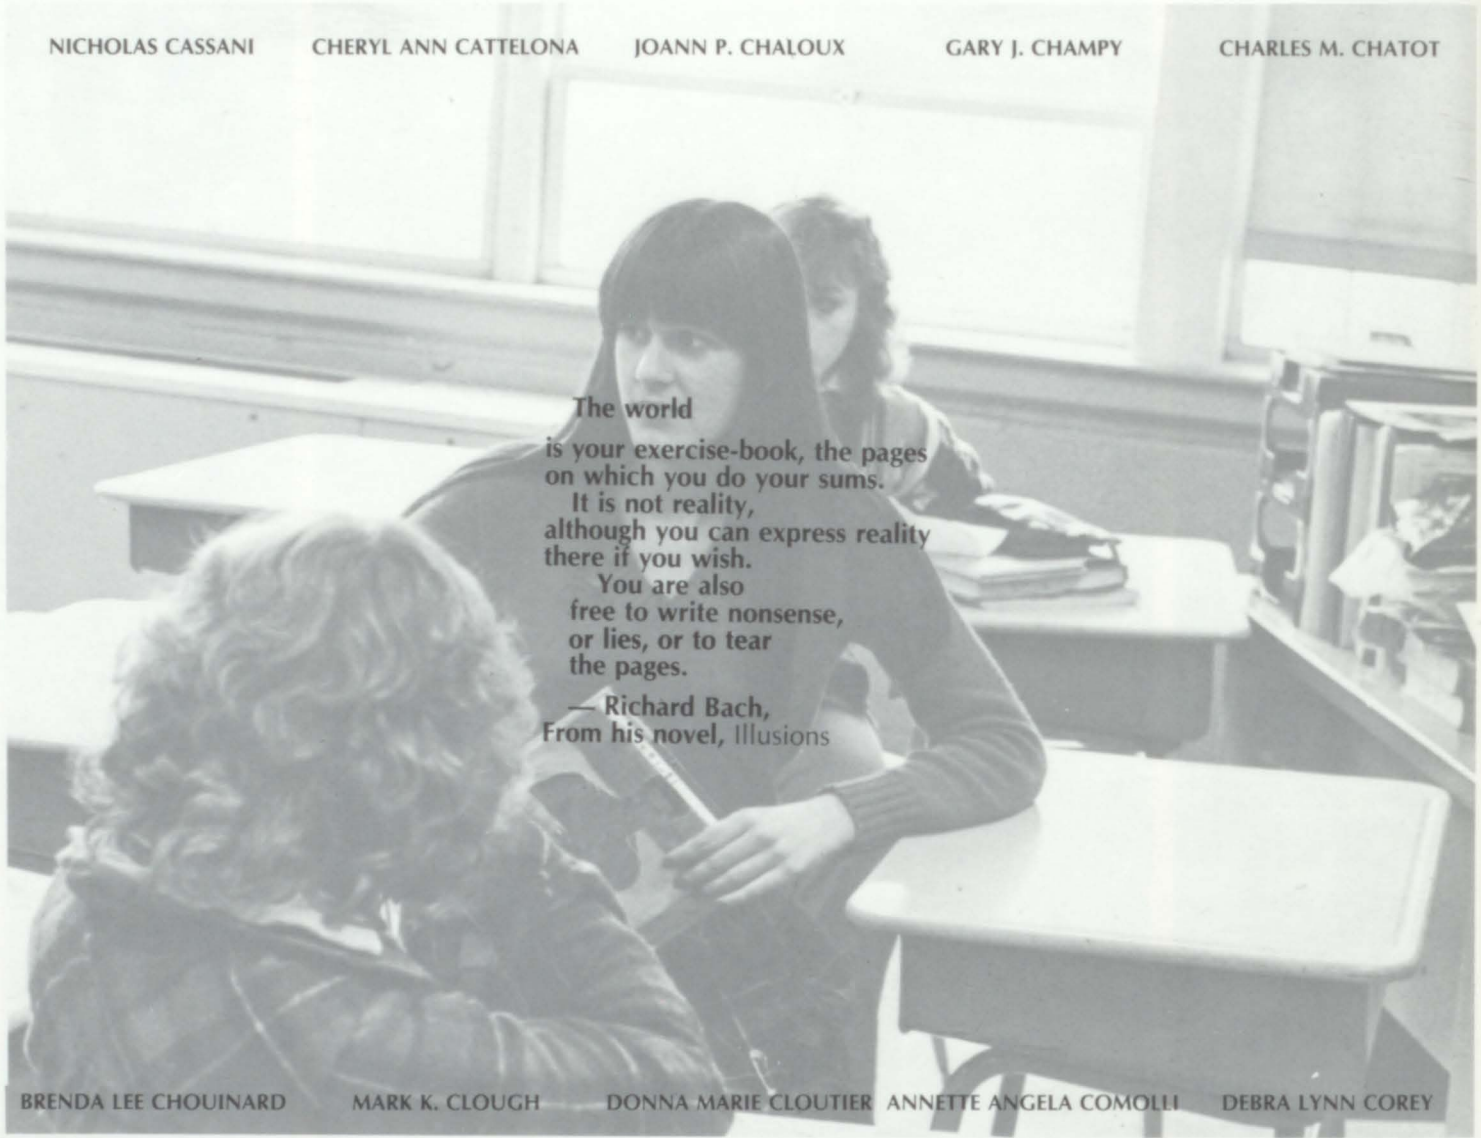 NICHOLAS CASSANI CHERYL ANN CATTELONA JOANN P. CHALOUX GARY J. CHAMPY CHARLES M. CHATOT
The world
is your exercise-book, the pages
on which you do your sums.
It is not reality,
although you can express reality
there if you wish.
You are also
free to write nonsense,
or lies, or to tear
the pages.
— Richard Bach,
From his novel, Illusions
BRENDA LEE CHOUINARD MARK K. CLOUGH DONNA MARIE CLOUTIER ANNETTE ANGELA COMOLLI DEBRA LYNN COREY